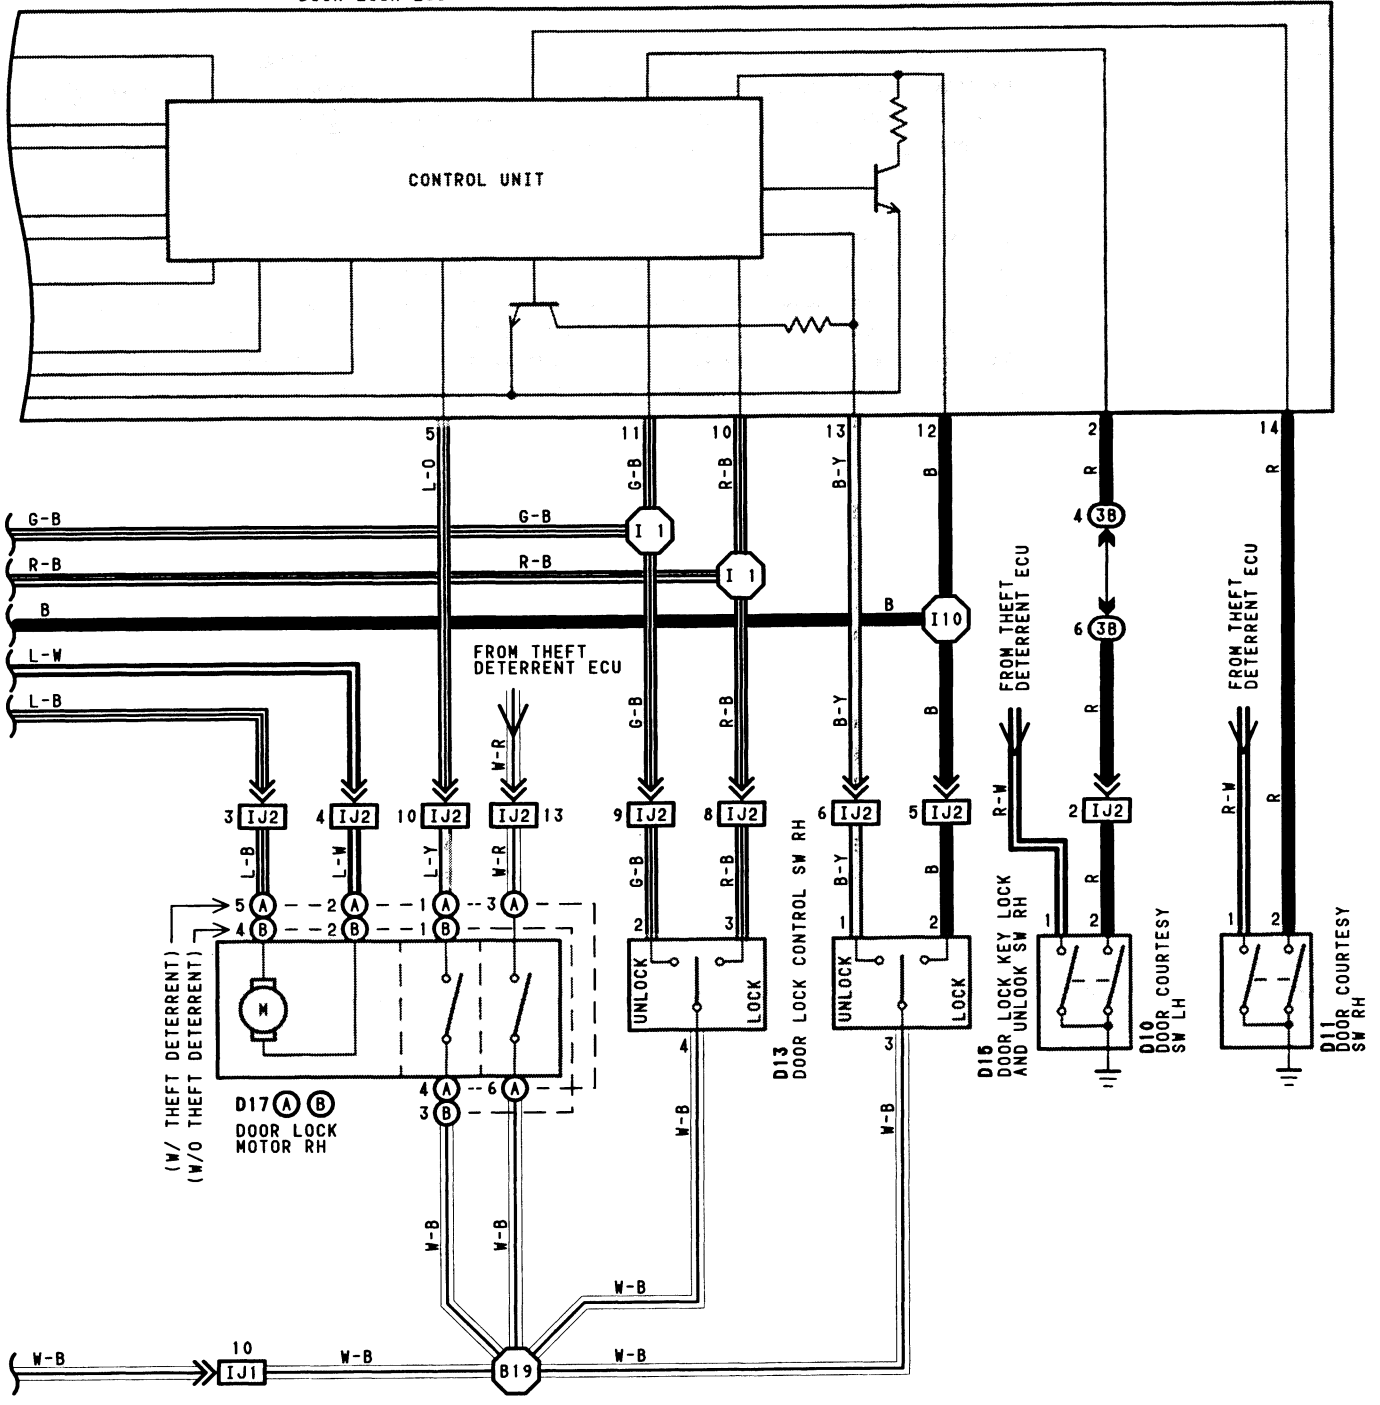 CONTROL UNIT
5
11
10
13
12
2
14
L-O
G-B
R-B
B-Y
B
R
R
4 3B
G-B
G-B
I 1
R-B
R-B
I 1
B
B
I10
6 3B
FROM THEFT
DETERRENT ECU
FROM THEFT
DETERRENT ECU
FROM THEFT
DETERRENT ECU
L-W
L-B
W-R
G-B
R-B
B-Y
B
R
R-W
R-W
R
3 IJ2
4 IJ2
10 IJ2
IJ2 13
9 IJ2
8 IJ2
6 IJ2
5 IJ2
2 IJ2
L-B
L-W
L-Y
W-R
G-B
R-B
B-Y
B
R
5 A
2 A
1 A
3 A
4 B
2 B
1 B
2
3
1
2
1
2
1
2
M
UNLOCK
LOCK
UNLOCK
LOCK
(W/ THEFT DETERRENT)
(W/O THEFT DETERRENT)
D13
DOOR LOCK CONTROL SW RH
D15
DOOR LOCK KEY LOCK
AND UNLOOK SW RH
D10
DOOR COURTESY
SW LH
D11
DOOR COURTESY
SW RH
4 A
6 A
3 B
4
3
D17 A B
DOOR LOCK
MOTOR RH
W-B
W-B
W-B
W-B
W-B
10
W-B
IJ1
W-B
B19
W-B